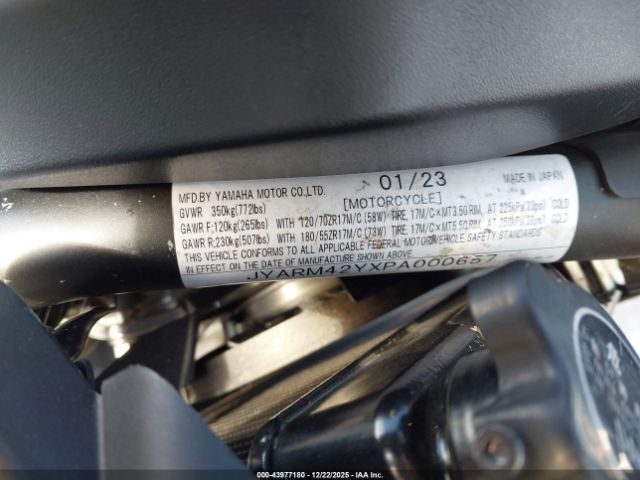 MFD.BY YAMAHA MOTOR CO.,LTD. 01/23 MADE IN JAPAN
GVWR 350kg(772lbs) [MOTORCYCLE]
GAWR F;120kg(265lbs) WITH 120/70ZR17M/C (58W) TIRE, 17M/C×MT3.50 RIM, AT 225kPa(33psi) COLD
GAWR R;230kg(507lbs) WITH 180/55ZR17M/C (73W) TIRE, 17M/C×MT5.50 RIM, AT 250kPa(36psi) COLD
THIS VEHICLE CONFORMS TO ALL APPLICABLE FEDERAL MOTOR VEHICLE SAFETY STANDARDS
IN EFFECT ON THE DATE OF MANUFACTURE SHOWN ABOVE.
JYARM42YXPA000657
© - 43977180 - 12/22/2025 - IAAI.COM